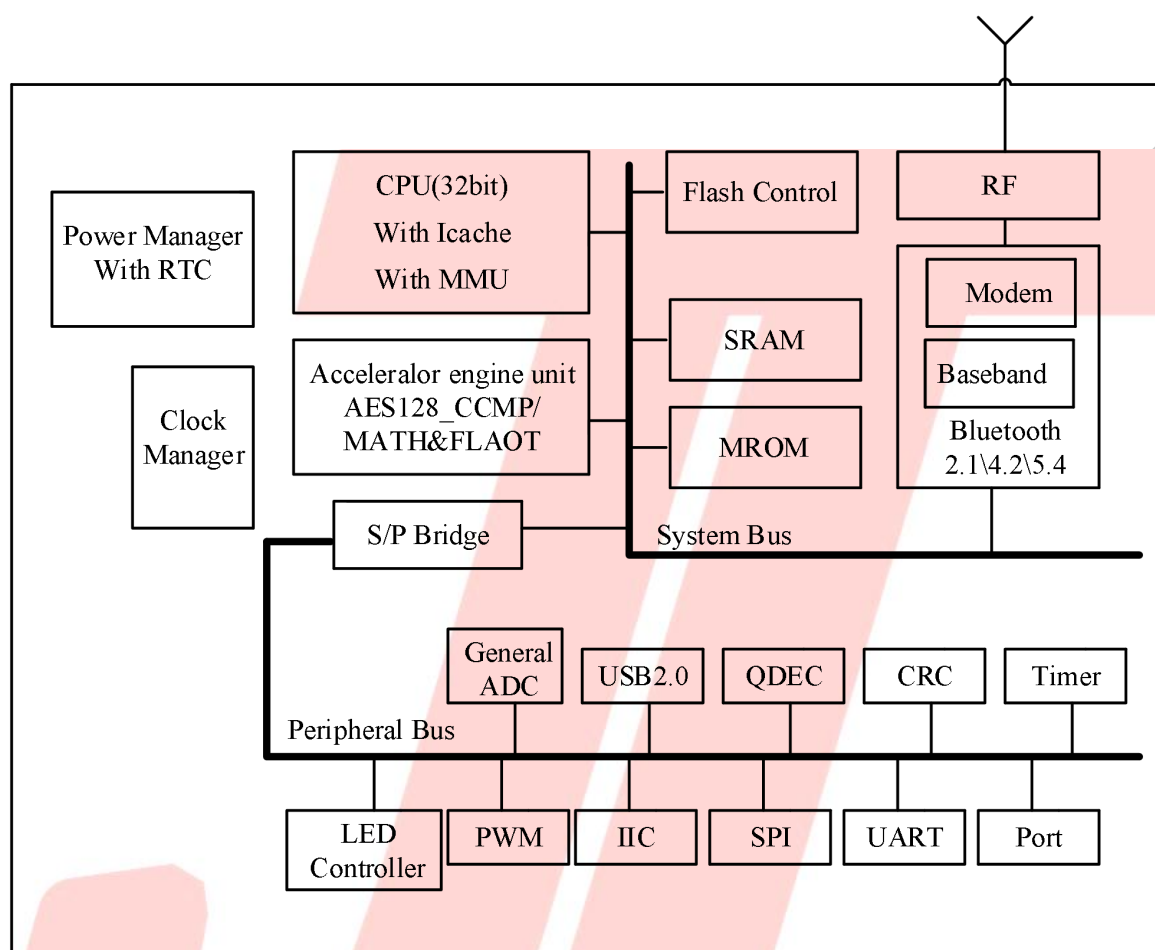 CPU(32bit)
With Icache
With MMU
Flash Control
RF
Power Manager
With RTC
Modem
SRAM
Baseband
Acceleralor engine unit
AES128_CCMP/
MATH&FLAOT
Clock
Manager
MROM
Bluetooth
2.1\4.2\5.4
S/P Bridge
System Bus
General
ADC
USB2.0
QDEC
CRC
Timer
Peripheral Bus
LED
Controller
PWM
IIC
SPI
UART
Port